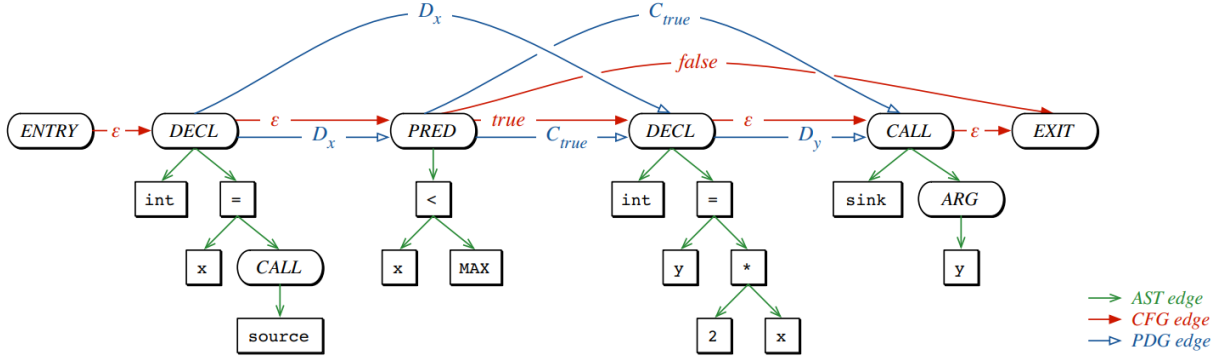 D_x C_true
false
ENTRY ε DECL ε PRED true DECL ε CALL ε EXIT
D_x C_true D_y
int = < int = sink ARG
x CALL x MAX y * y
source 2 x
AST edge
CFG edge
PDG edge